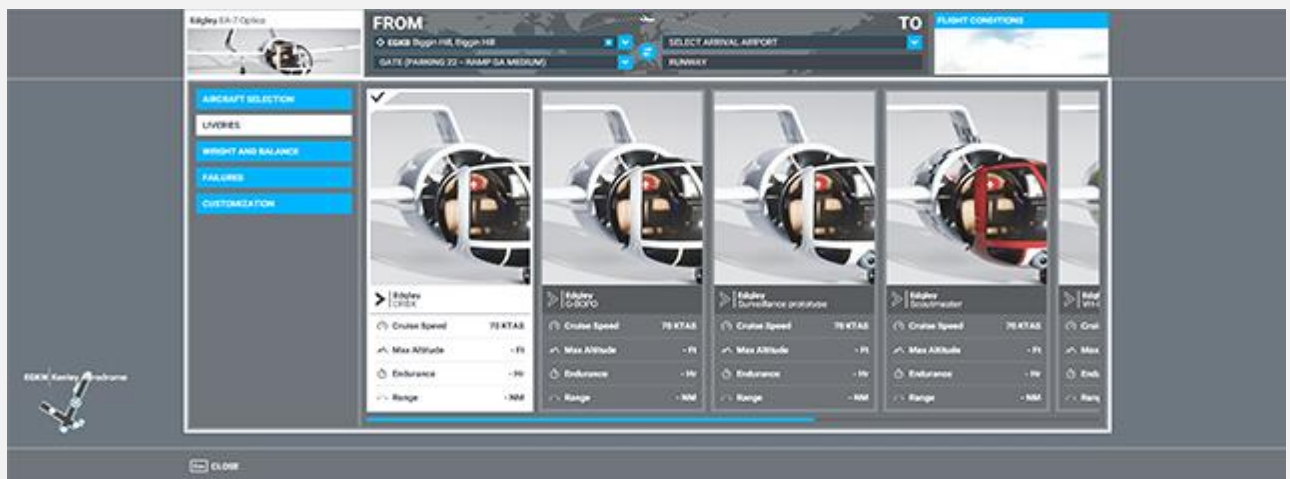 Edgley EA-7 Optica
FROM
TO
FLIGHT CONDITIONS
EGKB Biggin Hill, Biggin Hill
SELECT ARRIVAL AIRPORT
GATE (PARKING 22 - RAMP GA MEDIUM)
RUNWAY
AIRCRAFT SELECTION
LIVERIES
WEIGHT AND BALANCE
FAILURES
CUSTOMIZATION
Edgley
ORBX
Cruise Speed 70 KTAS
Max Altitude - Ft
Endurance - Hr
Range - NM
Edgley
G-BOPO
Cruise Speed 70 KTAS
Max Altitude - Ft
Endurance - Hr
Range - NM
Edgley
Surveillance prototype
Cruise Speed 70 KTAS
Max Altitude - Ft
Endurance - Hr
Range - NM
Edgley
Scoutmaster
Cruise Speed 70 KTAS
Max Altitude - Ft
Endurance - Hr
Range - NM
Max
Kenley Aerodrome
CLOSE